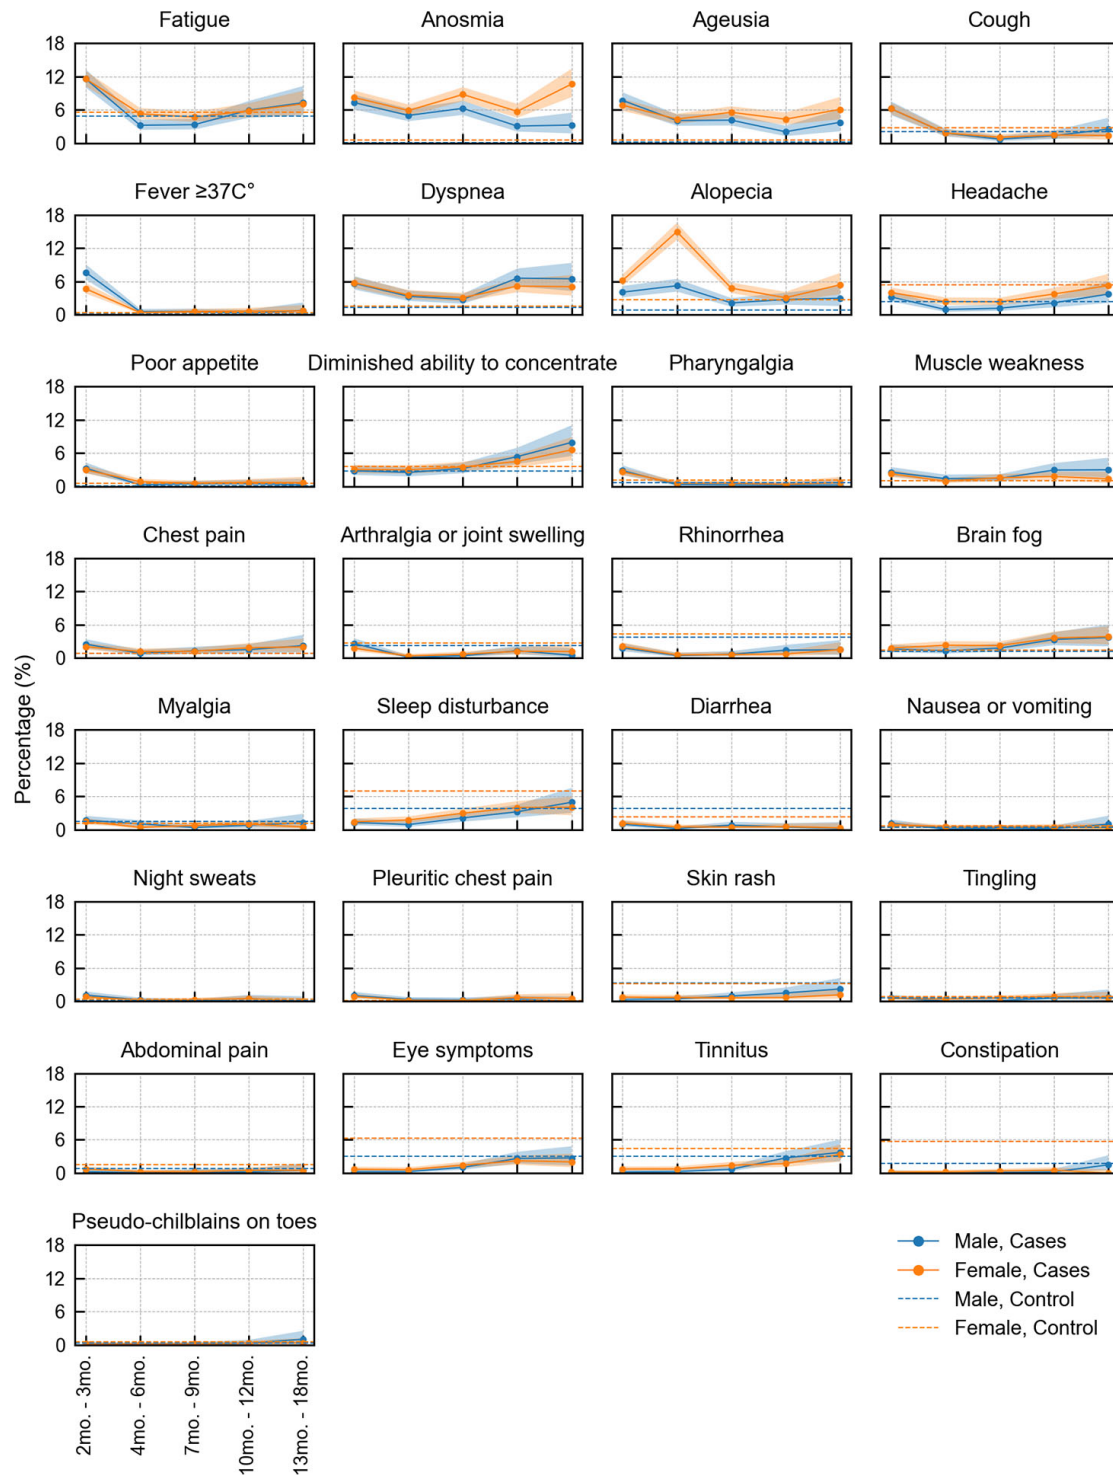 Fatigue Anosmia Ageusia Cough
18
12
6
0
Fever ≥37C° Dyspnea Alopecia Headache
18
12
6
0
Poor appetite Diminished ability to concentrate Pharyngalgia Muscle weakness
18
12
6
0
Chest pain Arthralgia or joint swelling Rhinorrhea Brain fog
18
12
6
0
Percentage (%)
Myalgia Sleep disturbance Diarrhea Nausea or vomiting
18
12
6
0
Night sweats Pleuritic chest pain Skin rash Tingling
18
12
6
0
Abdominal pain Eye symptoms Tinnitus Constipation
18
12
6
0
Pseudo-chilblains on toes
18
12
6
0
Male, Cases
Female, Cases
Male, Control
Female, Control
2mo. - 3mo.
4mo. - 6mo.
7mo. - 9mo.
10mo. - 12mo.
13mo. - 18mo.